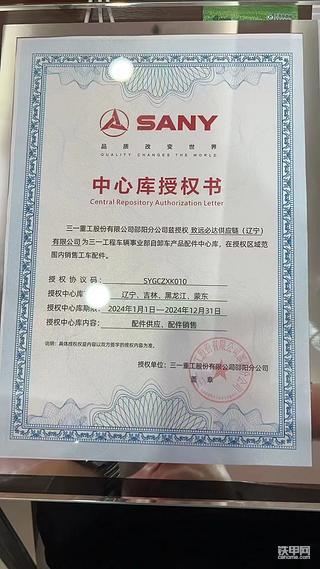 SANY
品质改变世界
QUALITY CHANGES THE WORLD
中心库授权书
Central Repository Authorization Letter
三一重工股份有限公司邵阳分公司兹授权 致远必达供应链（辽宁）
有限公司为三一工程车辆事业部自卸车产品配件中心库，在授权区域范
围内销售工车配件。
授权协议码：SYGCZXK010
授权中心库 辽宁、吉林、黑龙江、蒙东
授权中心库期限：2024年1月1日—2024年12月31日
授权中心库内容：配件供应、配件销售
说明：具体授权权益内容以双方签字的授权内容为准。
授权单位：三一重工股份有限公司邵阳分公司
盖章
铁甲网
cehome.com